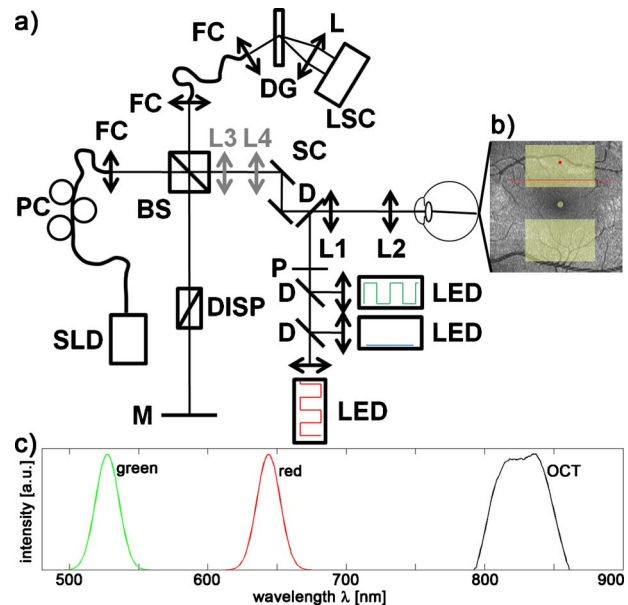 a)
FC
L
DG
LSC
FC
FC
L3
L4
SC
b)
PC
BS
D
L1
L2
P
D
LED
DISP
D
LED
SLD
M
LED
c)
green
red
OCT
intensity [a.u.]
500
600
700
800
900
wavelength λ [nm]